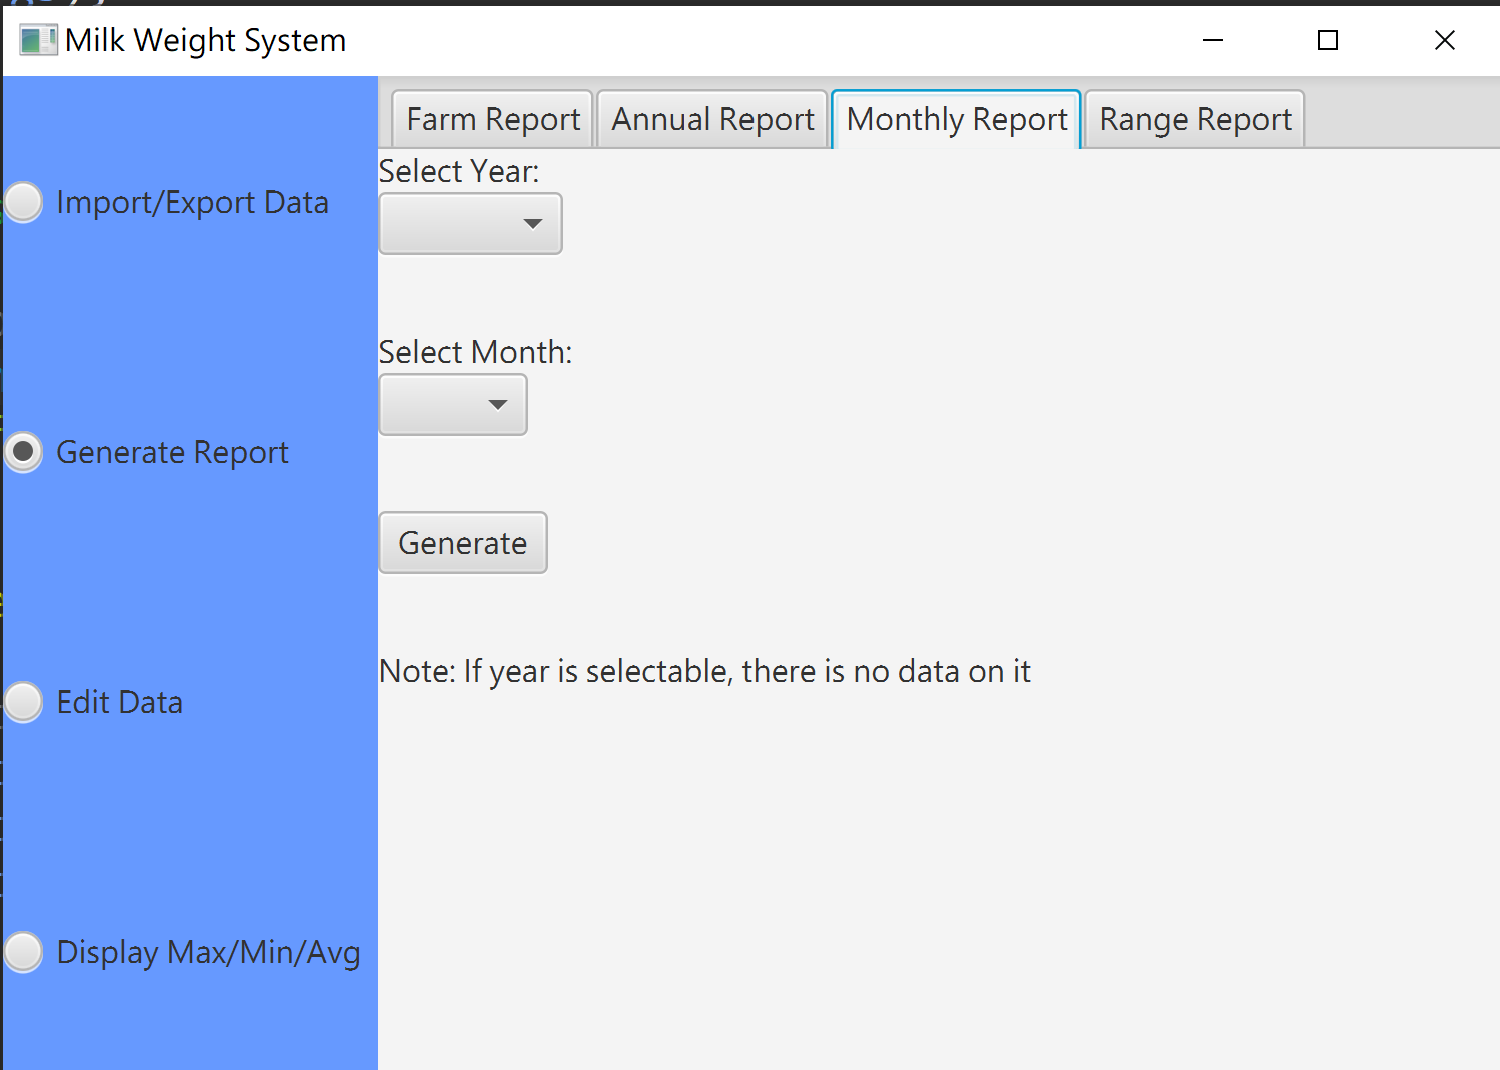 Milk Weight System
Farm Report
Annual Report
Monthly Report
Range Report
Import/Export Data
Generate Report
Edit Data
Display Max/Min/Avg
Select Year:
Select Month:
Generate
Note: If year is selectable, there is no data on it